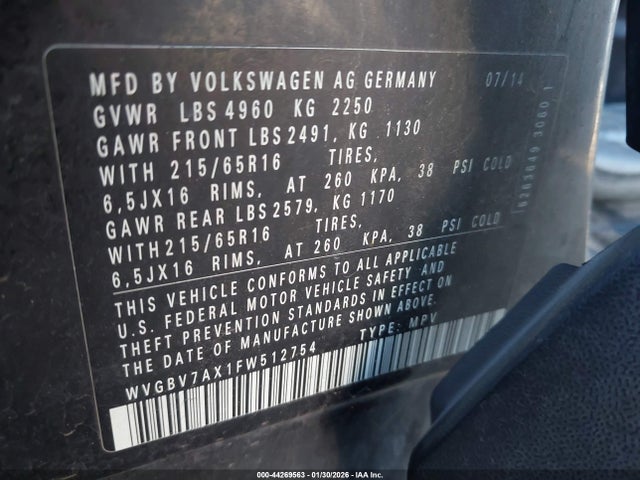 MFD BY VOLKSWAGEN AG GERMANY 07/14
GVWR LBS 4960 KG 2250
GAWR FRONT LBS 2491, KG 1130
WITH 215/65R16 TIRES,
6,5JX16 RIMS, AT 260 KPA, 38 PSI COLD
GAWR REAR LBS 2579, KG 1170
WITH215/65R16 TIRES,
6,5JX16 RIMS, AT 260 KPA, 38 PSI COLD
THIS VEHICLE CONFORMS TO ALL APPLICABLE
U.S. FEDERAL MOTOR VEHICLE SAFETY AND
THEFT PREVENTION STANDARDS IN EFFECT ON
THE DATE OF MANUFACTURE SHOWN ABOVE.
WVGBV7AX1FW512754 TYPE: MPV
000-44269563 | 01/30/2026 | IAA Inc.